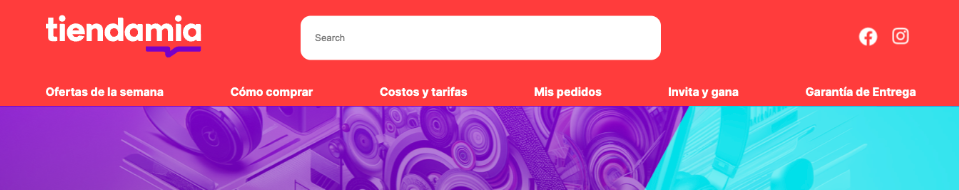 tiendamia
Search
Ofertas de la semana
Cómo comprar
Costos y tarifas
Mis pedidos
Invita y gana
Garantía de Entrega